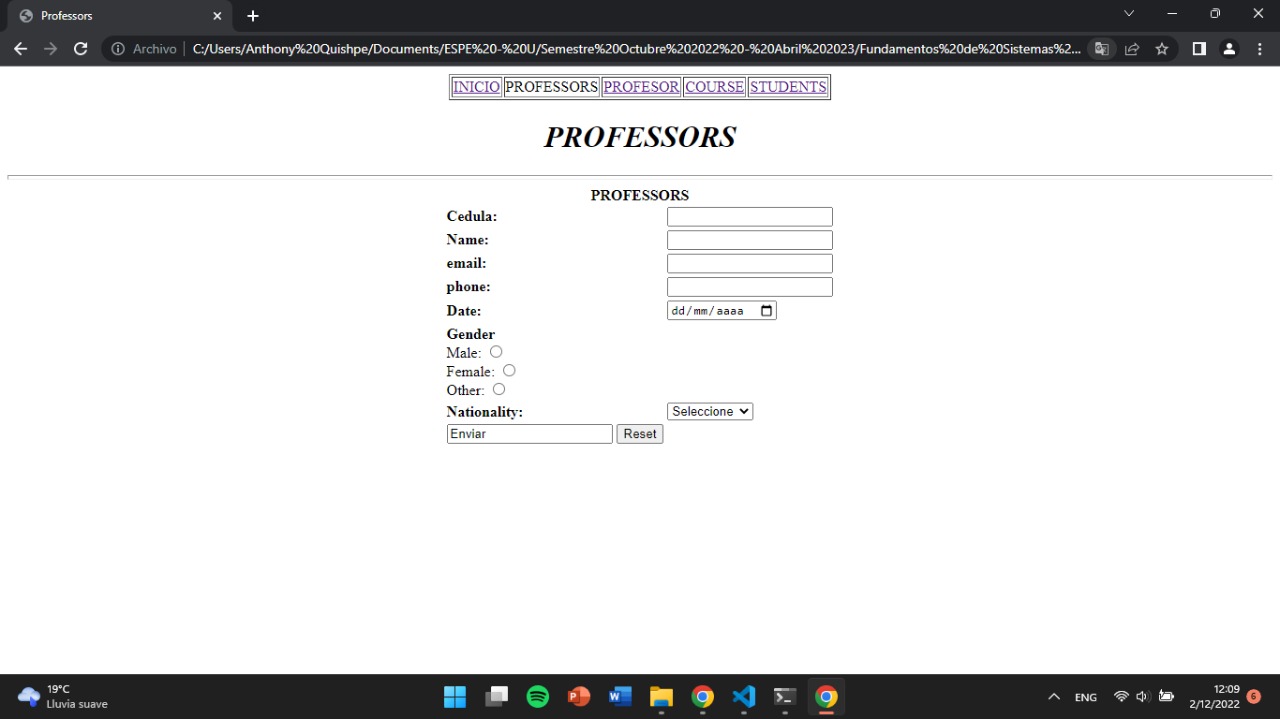 Professors
Archivo
C:/Users/Anthony%20Quishpe/Documents/ESPE%20-%20U/Semestre%20Octubre%202022%20-%20Abril%202023/Fundamentos%20de%20Sistemas%2...
INICIO PROFESSORS PROFESOR COURSE STUDENTS
PROFESSORS
PROFESSORS
Cedula:
Name:
email:
phone:
Date: dd/mm/aaaa
Gender
Male:
Female:
Other:
Nationality: Seleccione
Enviar Reset
19°C
Lluvia suave
ENG
12:09
2/12/2022
6